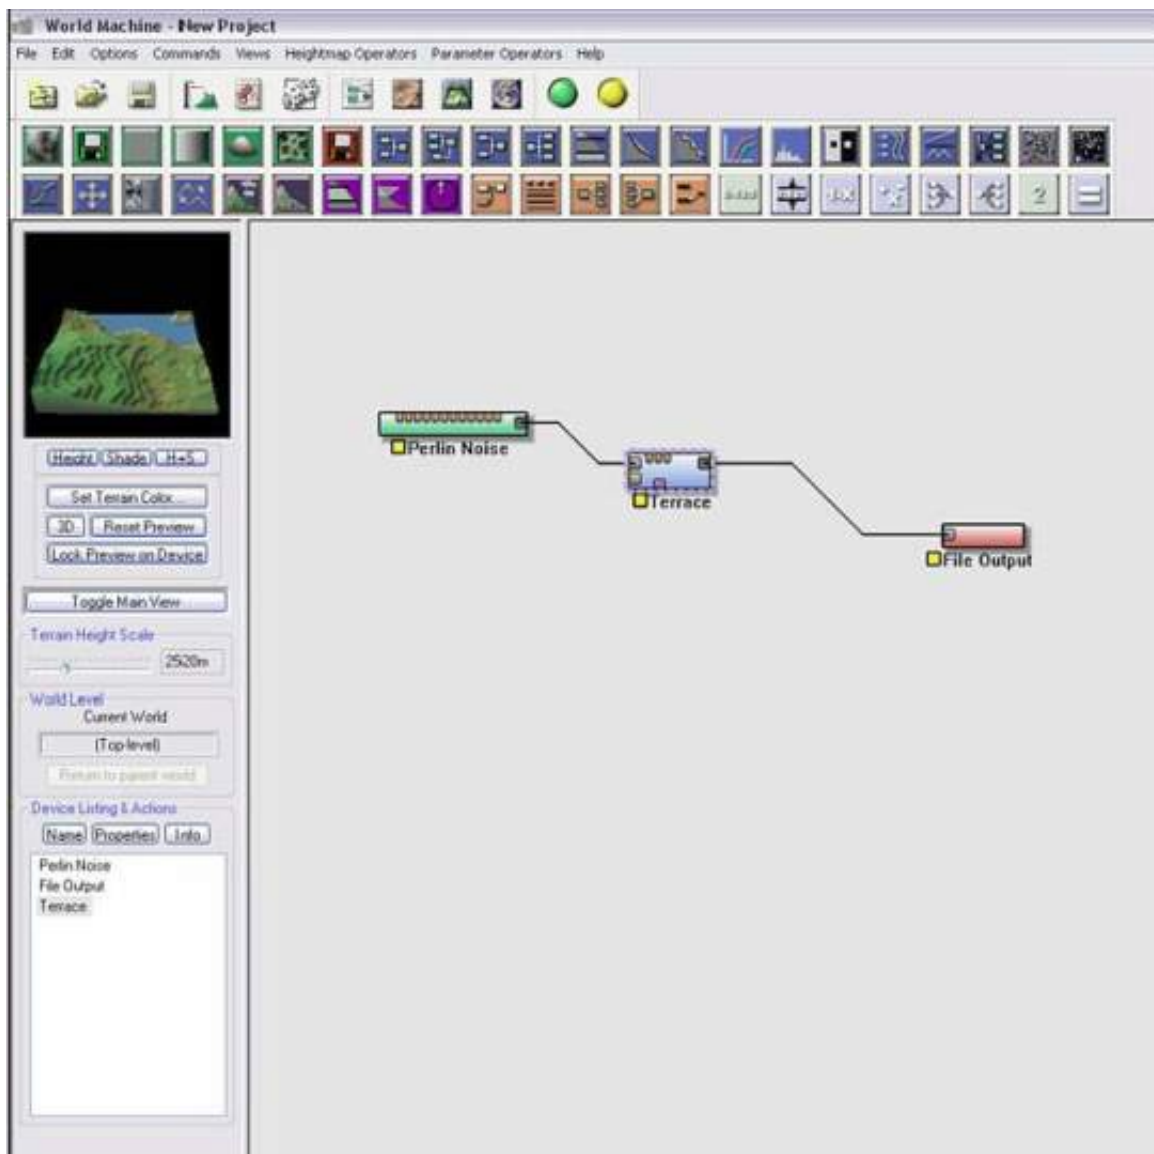 World Machine - New Project
File Edit Options Commands Views Heightmap Operators Parameter Operators Help
2
Height Shade H+S
Set Terrain Color...
3D Reset Preview
Lock Preview on Device
Toggle Main View
Terrain Height Scale
2520m
World Level
Current World
(Top-level)
Return to parent world
Device Listing & Actions
Name Properties Info
Perlin Noise
File Output
Terrace
Perlin Noise
Terrace
File Output